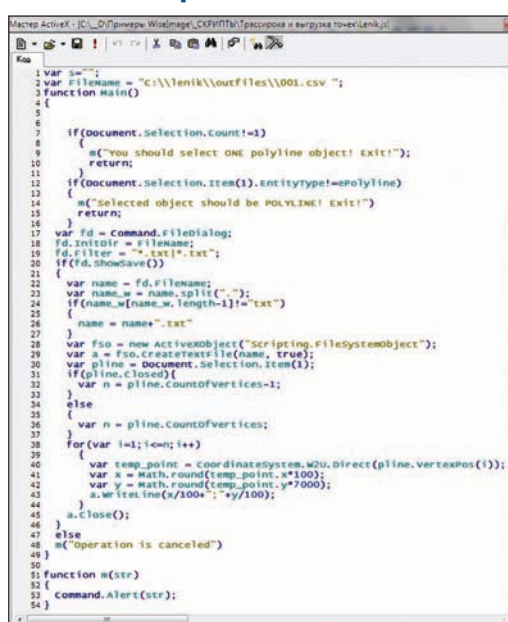 Мастер ActiveX - [C:\__D\Примеры WiseImage\_СКРИПТЫ\Трассировка и выгрузка точек\Lenik.js]
Код
1 var s="";
2 var FileName = "C:\\lenik\\outfiles\\001.csv ";
3 function Main()
4 {
5
6
7 if(Document.Selection.Count!=1)
8 {
9 m("You should select ONE polyline object! Exit!");
10 return;
11 }
12 if(Document.Selection.Item(1).EntityType!=ePolyline)
13 {
14 m("Selected object should be POLYLINE! Exit!")
15 return;
16 }
17 var fd = Command.FileDialog;
18 fd.InitDir = FileName;
19 fd.Filter = "*.txt|*.txt";
20 if(fd.ShowSave())
21 {
22 var name = fd.FileName;
23 var name_w = name.split(".");
24 if(name_w[name_w.length-1]!="txt")
25 {
26 name = name+".txt"
27 }
28 var fso = new ActiveXObject("Scripting.FileSystemObject");
29 var a = fso.CreateTextFile(name, true);
30 var pline = Document.Selection.Item(1);
31 if(pline.Closed){
32 var n = pline.CountOfVertices-1;
33 }
34 else
35 {
36 var n = pline.CountOfVertices;
37 }
38 for(var i=1;i<=n;i++)
39 {
40 var temp_point = CoordinateSystem.W2U.Direct(pline.VertexPos(i));
41 var x = Math.round(temp_point.x*100);
42 var y = Math.round(temp_point.y*7000);
43 a.WriteLine(x/100+";"+y/100);
44 }
45 a.Close();
46 }
47 else
48 m("Operation is canceled")
49 }
50
51 function m(str)
52 {
53 Command.Alert(str);
54 }